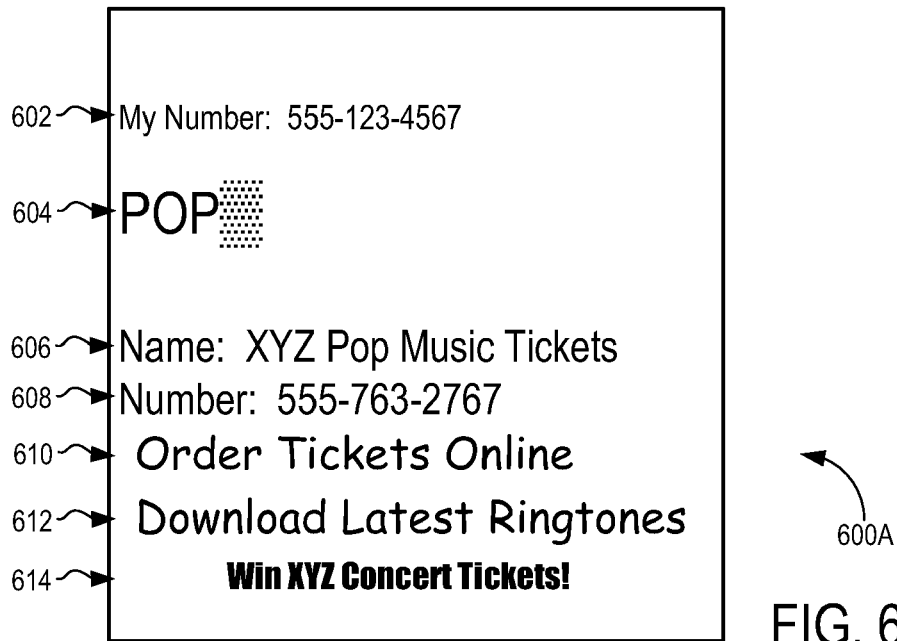 602 My Number: 555-123-4567
604 POP
606 Name: XYZ Pop Music Tickets
608 Number: 555-763-2767
610 Order Tickets Online
612 Download Latest Ringtones
600A
614 Win XYZ Concert Tickets!
FIG. 6